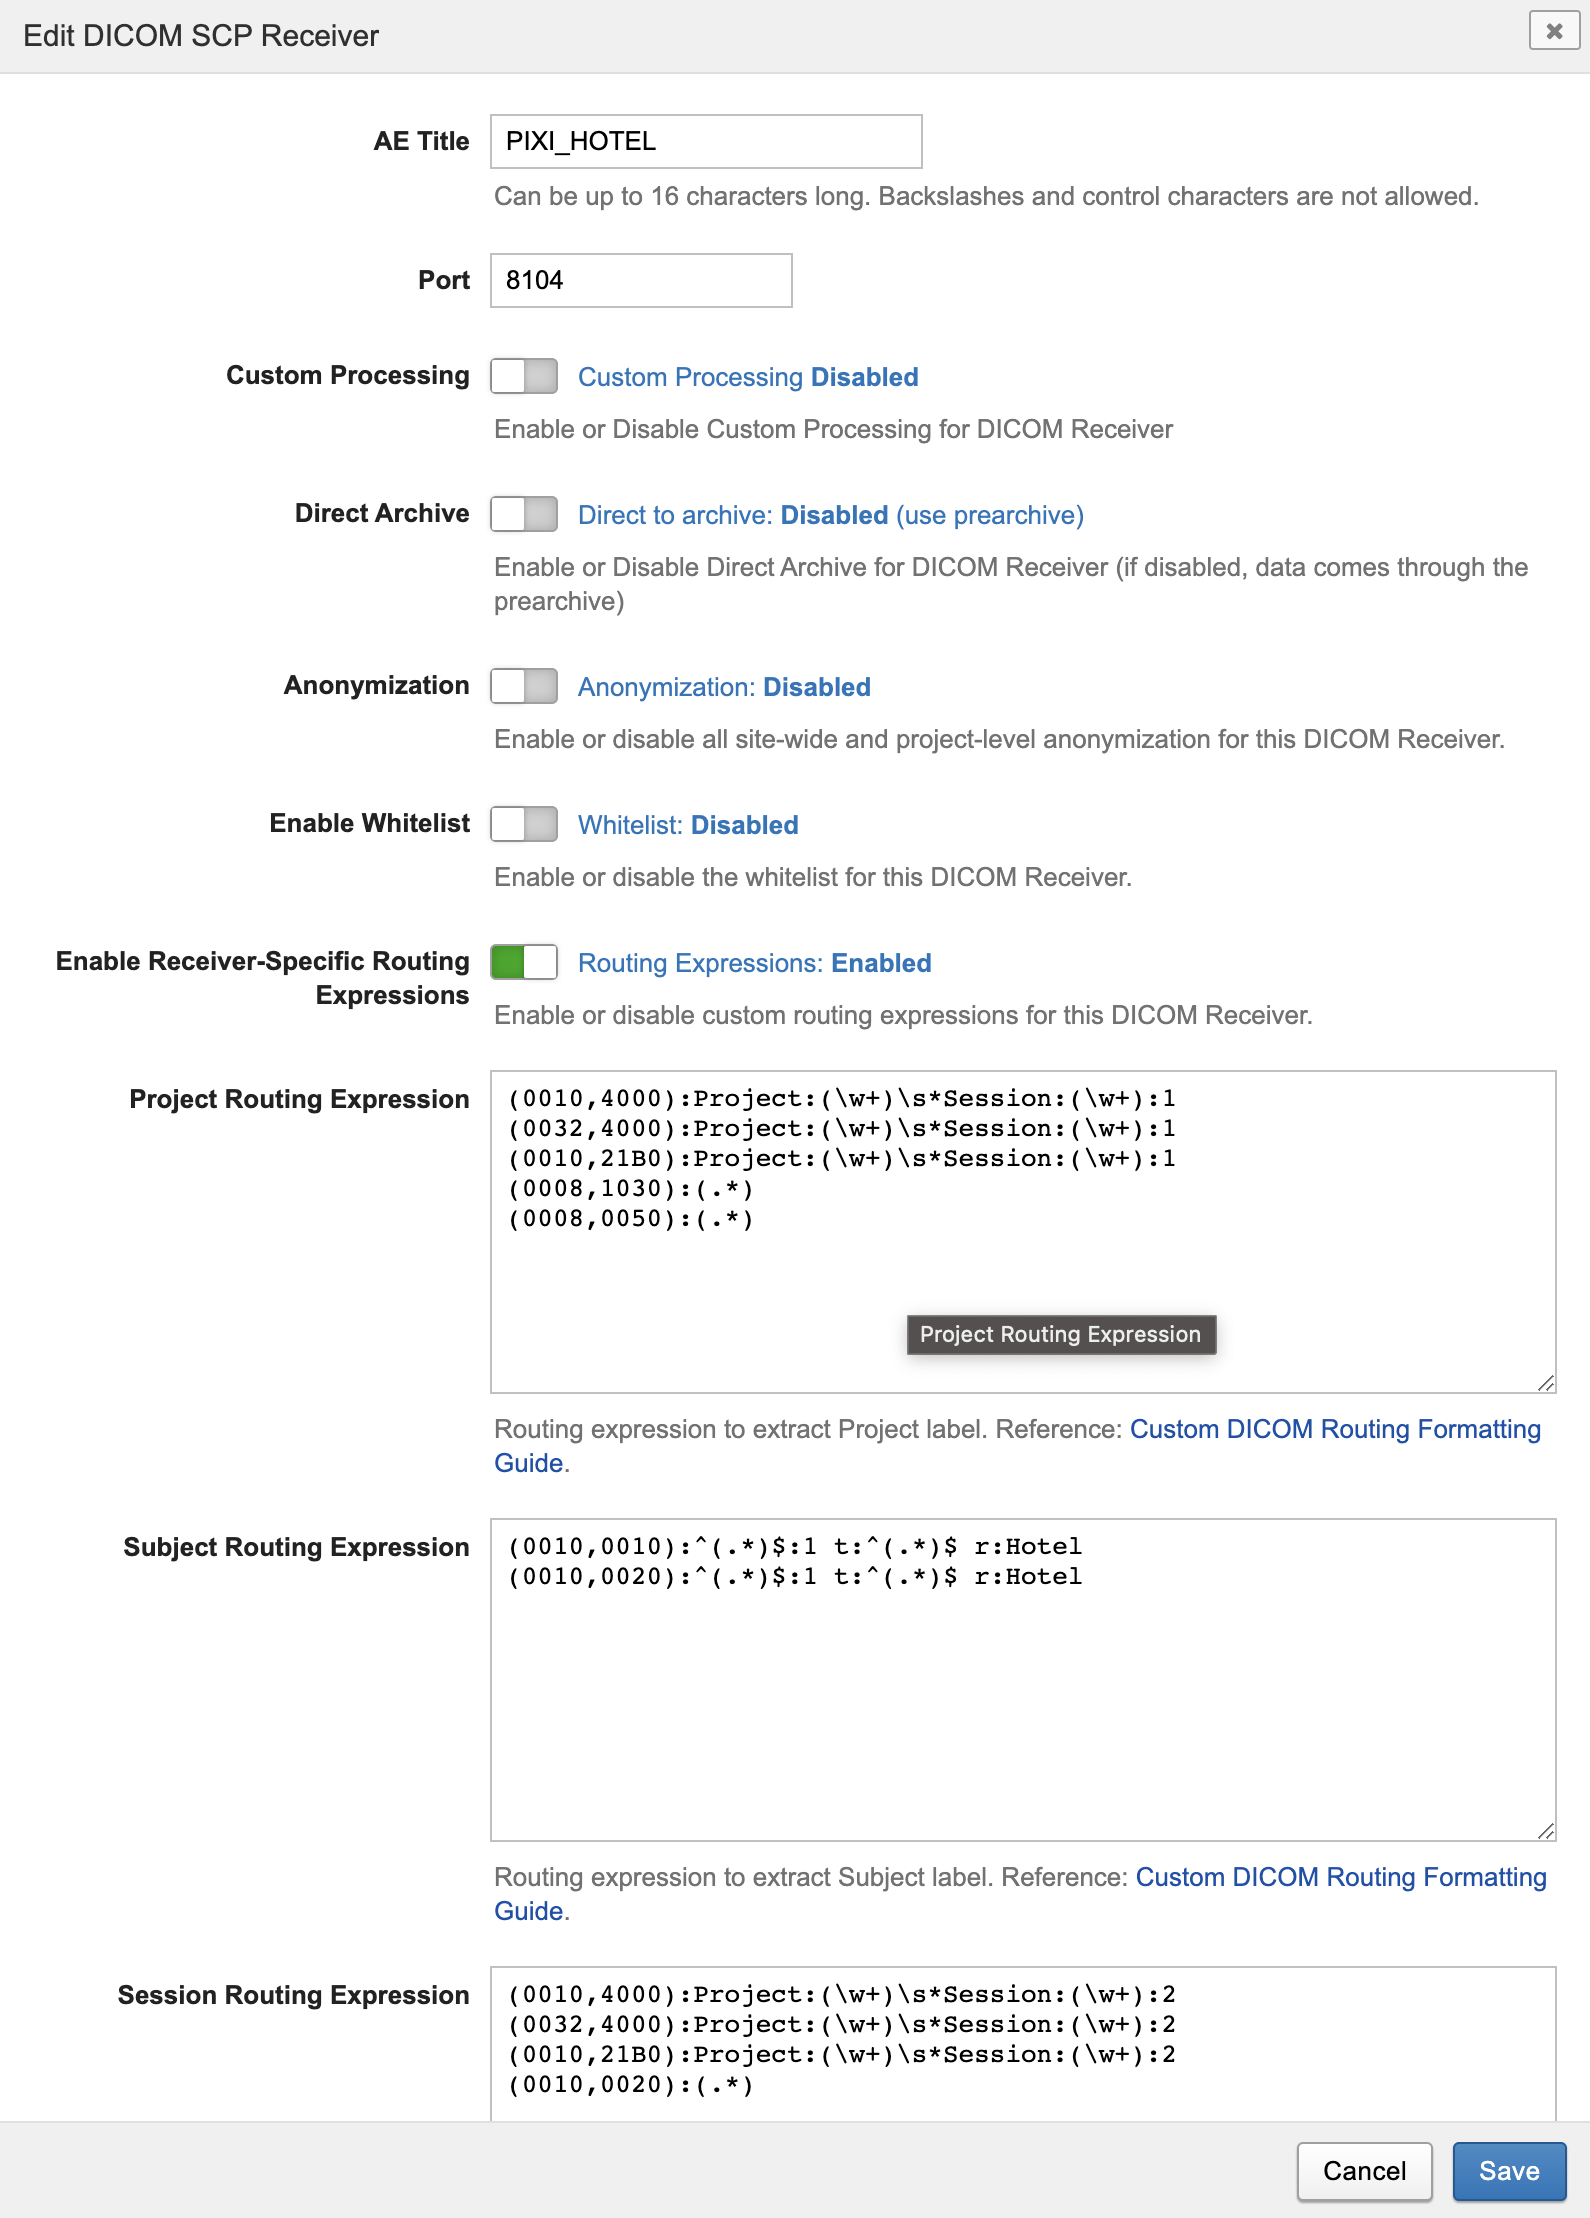 Edit DICOM SCP Receiver
AE Title
PIXI_HOTEL
Can be up to 16 characters long. Backslashes and control characters are not allowed.
Port
8104
Custom Processing
Custom Processing Disabled
Enable or Disable Custom Processing for DICOM Receiver
Direct Archive
Direct to archive: Disabled (use prearchive)
Enable or Disable Direct Archive for DICOM Receiver (if disabled, data comes through the
prearchive)
Anonymization
Anonymization: Disabled
Enable or disable all site-wide and project-level anonymization for this DICOM Receiver.
Enable Whitelist
Whitelist: Disabled
Enable or disable the whitelist for this DICOM Receiver.
Enable Receiver-Specific Routing
Expressions
Routing Expressions: Enabled
Enable or disable custom routing expressions for this DICOM Receiver.
Project Routing Expression
(0010,4000):Project:(\w+)\s*Session:(\w+):1
(0032,4000):Project:(\w+)\s*Session:(\w+):1
(0010,21B0):Project:(\w+)\s*Session:(\w+):1
(0008,1030):(.*)
(0008,0050):(.*)
Project Routing Expression
Routing expression to extract Project label. Reference: Custom DICOM Routing Formatting
Guide.
Subject Routing Expression
(0010,0010):^(.*)$:1 t:^(.*)$ r:Hotel
(0010,0020):^(.*)$:1 t:^(.*)$ r:Hotel
Routing expression to extract Subject label. Reference: Custom DICOM Routing Formatting
Guide.
Session Routing Expression
(0010,4000):Project:(\w+)\s*Session:(\w+):2
(0032,4000):Project:(\w+)\s*Session:(\w+):2
(0010,21B0):Project:(\w+)\s*Session:(\w+):2
(0010,0020):(.*)
Cancel
Save